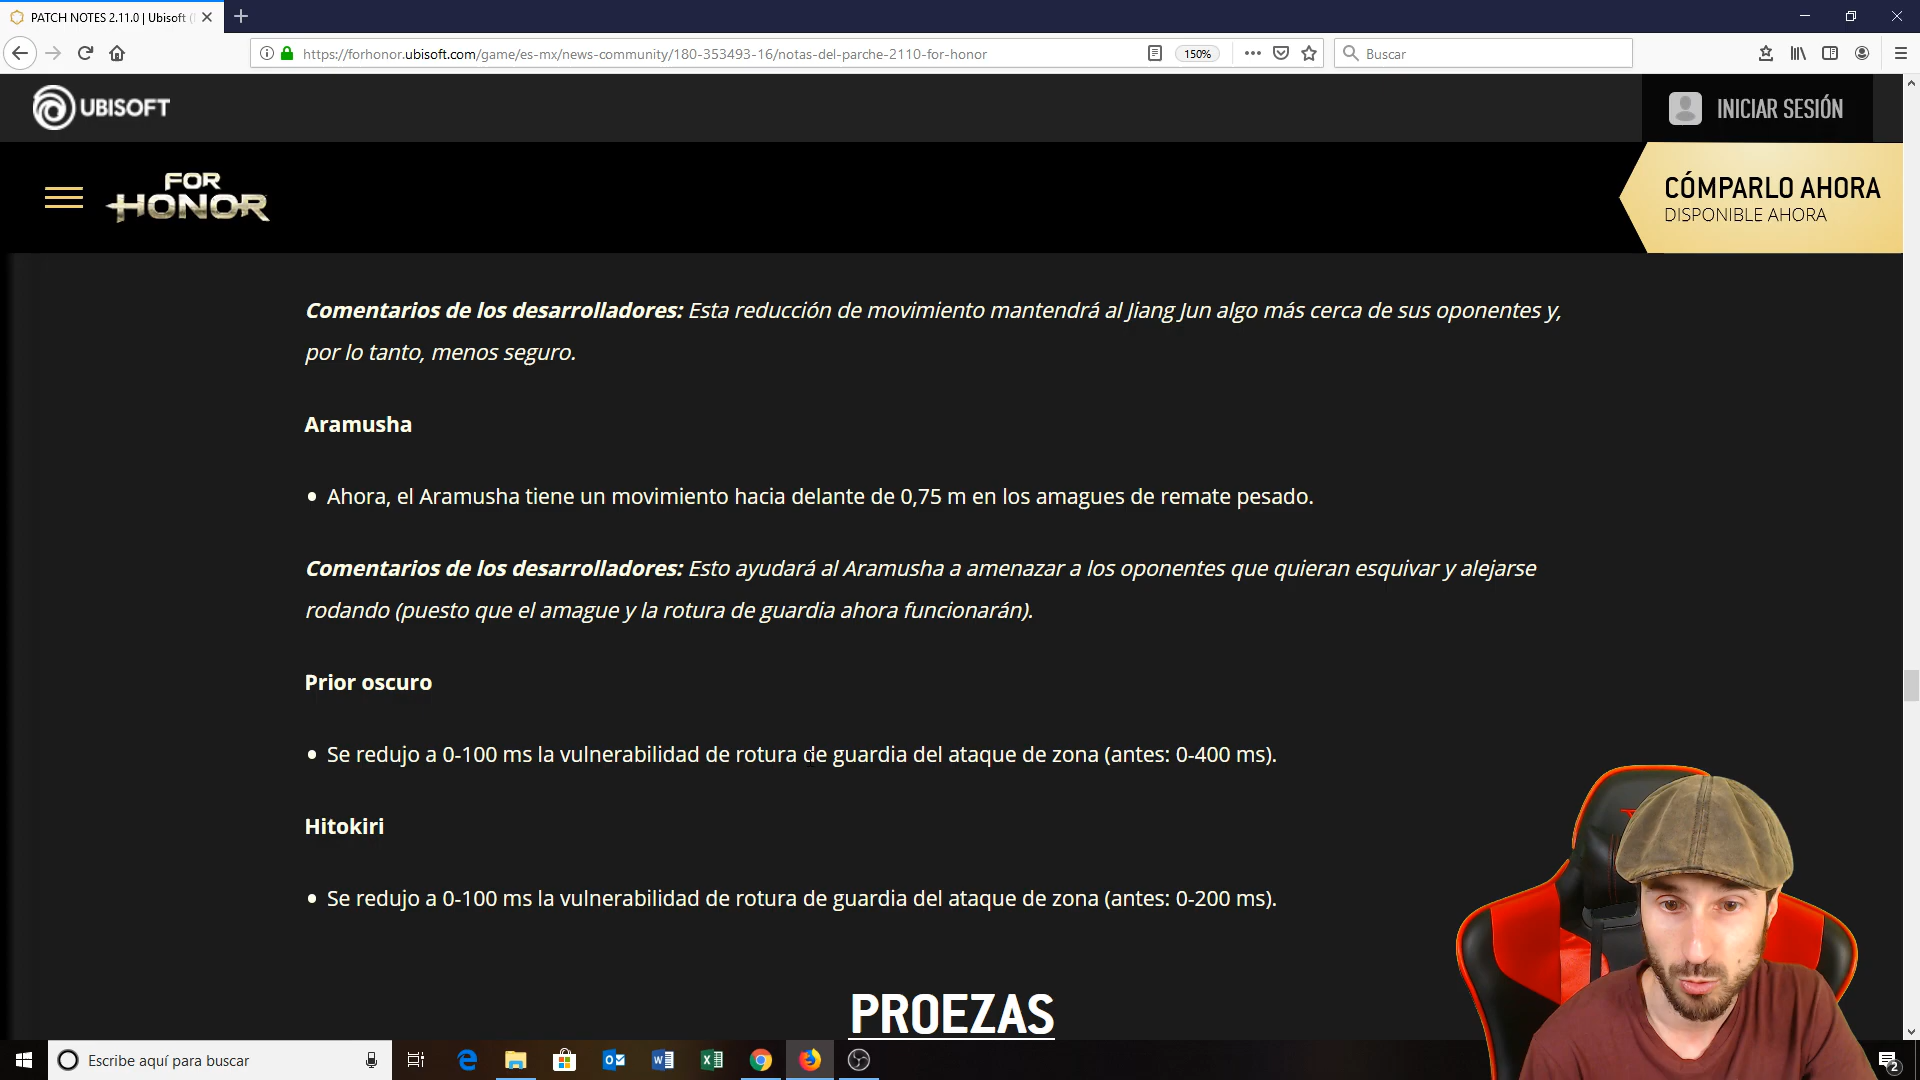 PATCH NOTES 2.11.0 | Ubisoft (
https://forhonor.ubisoft.com/game/es-mx/news-community/180-353493-16/notas-del-parche-2110-for-honor
150%
Buscar
UBISOFT
INICIAR SESIÓN
FOR
HONOR
CÓMPARLO AHORA
DISPONIBLE AHORA
Comentarios de los desarrolladores: Esta reducción de movimiento mantendrá al Jiang Jun algo más cerca de sus oponentes y,
por lo tanto, menos seguro.
Aramusha
• Ahora, el Aramusha tiene un movimiento hacia delante de 0,75 m en los amagues de remate pesado.
Comentarios de los desarrolladores: Esto ayudará al Aramusha a amenazar a los oponentes que quieran esquivar y alejarse
rodando (puesto que el amague y la rotura de guardia ahora funcionarán).
Prior oscuro
• Se redujo a 0-100 ms la vulnerabilidad de rotura de guardia del ataque de zona (antes: 0-400 ms).
Hitokiri
• Se redujo a 0-100 ms la vulnerabilidad de rotura de guardia del ataque de zona (antes: 0-200 ms).
PROEZAS
Escribe aquí para buscar
2